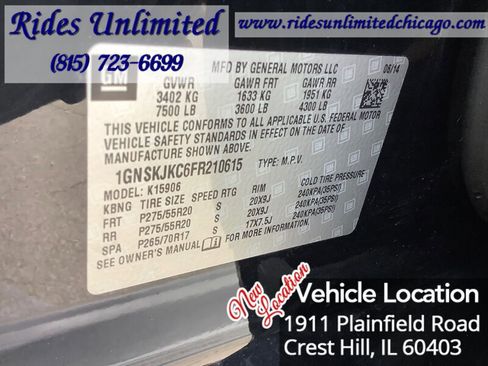 Rides Unlimited
(815) 723-6699
www.ridesunlimitedchicago.com
GM
MFD BY GENERAL MOTORS LLC 06/14
GVWR GAWR FRT GAWR RR
3402 KG 1633 KG 1951 KG
7500 LB 3600 LB 4300 LB
THIS VEHICLE CONFORMS TO ALL APPLICABLE U.S. FEDERAL MOTOR
VEHICLE SAFETY STANDARDS IN EFFECT ON THE DATE OF
MANUFACTURE SHOWN ABOVE.
1GNSKJKC6FR210615 TYPE: M.P.V.
MODEL: K15906
KBNG TIRE SIZE SPEED RTG RIM COLD TIRE PRESSURE
FRT P275/55R20 S 20X9J 240KPA(35PSI)
RR P275/55R20 S 20X9J 240KPA(35PSI)
SPA P265/70R17 S 17X7.5J 240KPA(35PSI)
SEE OWNER'S MANUAL FOR MORE INFORMATION.
New Location
Vehicle Location
1911 Plainfield Road
Crest Hill, IL 60403